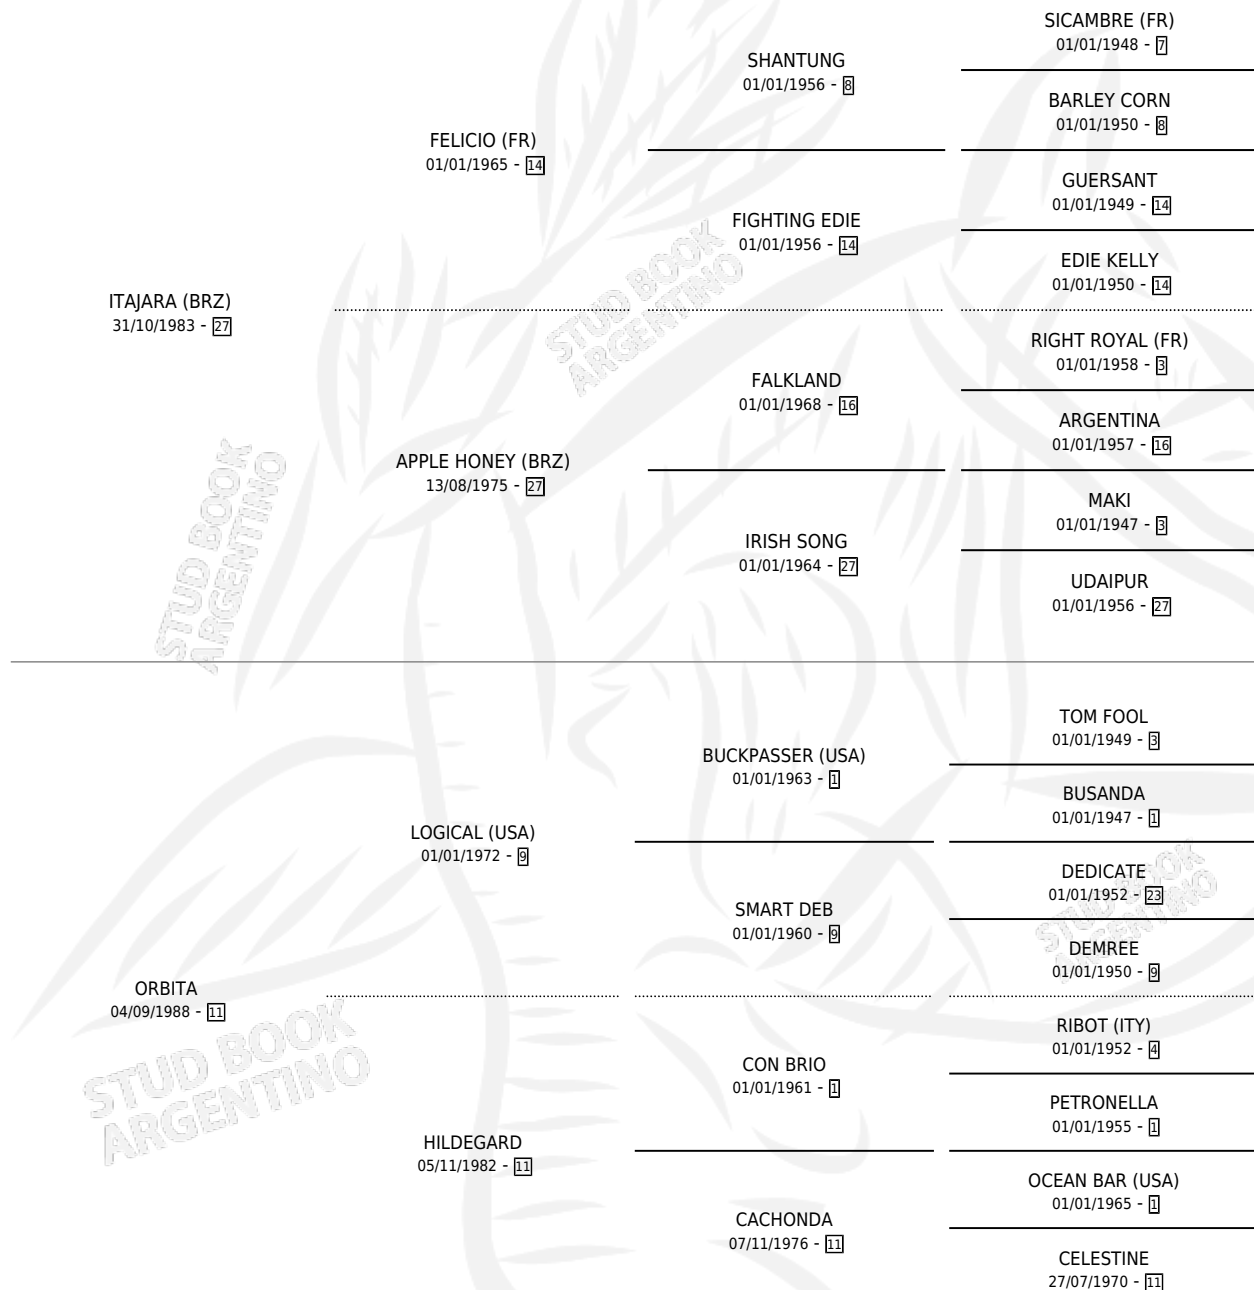 SICAMBRE (FR)
01/01/1948 - 7
SHANTUNG
01/01/1956 - 8
BARLEY CORN
01/01/1950 - 8
FELICIO (FR)
01/01/1965 - 14
GUERSANT
01/01/1949 - 14
FIGHTING EDIE
01/01/1956 - 14
EDIE KELLY
01/01/1950 - 14
ITAJARA (BRZ)
31/10/1983 - 27
RIGHT ROYAL (FR)
01/01/1958 - 3
FALKLAND
01/01/1968 - 16
ARGENTINA
01/01/1957 - 16
APPLE HONEY (BRZ)
13/08/1975 - 27
MAKI
01/01/1947 - 3
IRISH SONG
01/01/1964 - 27
UDAIPUR
01/01/1956 - 27
TOM FOOL
01/01/1949 - 3
BUCKPASSER (USA)
01/01/1963 - 1
BUSANDA
01/01/1947 - 1
LOGICAL (USA)
01/01/1972 - 9
DEDICATE
01/01/1952 - 23
SMART DEB
01/01/1960 - 9
DEMREE
01/01/1950 - 9
ORBITA
04/09/1988 - 11
RIBOT (ITY)
01/01/1952 - 4
CON BRIO
01/01/1961 - 1
PETRONELLA
01/01/1955 - 1
HILDEGARD
05/11/1982 - 11
OCEAN BAR (USA)
01/01/1965 - 1
CACHONDA
07/11/1976 - 11
CELESTINE
27/07/1970 - 11
STUD BOOK
ARGENTINO
STUD BOOK
ARGENTINO
STUD BOOK
ARGENTINO
STUD BOOK
ARGENTINO